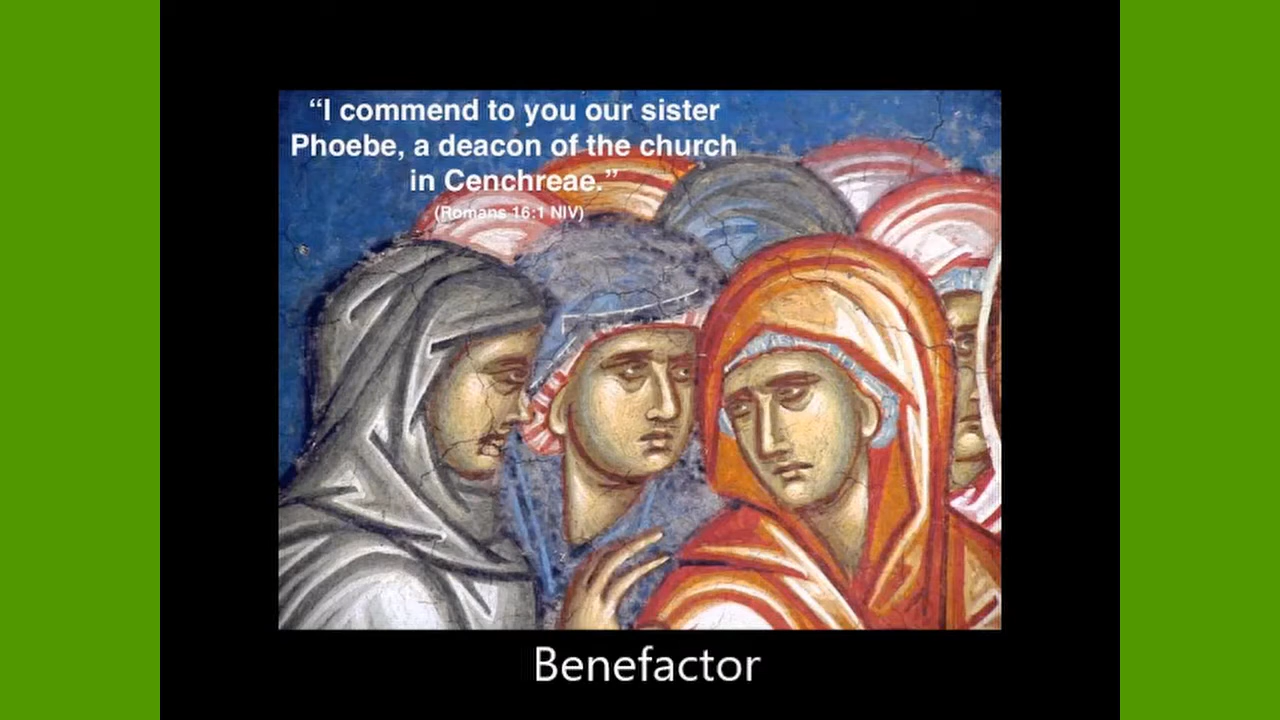 “I commend to you our sister
Phoebe, a deacon of the church
in Cenchreae.”
(Romans 16:1 NIV)
Benefactor